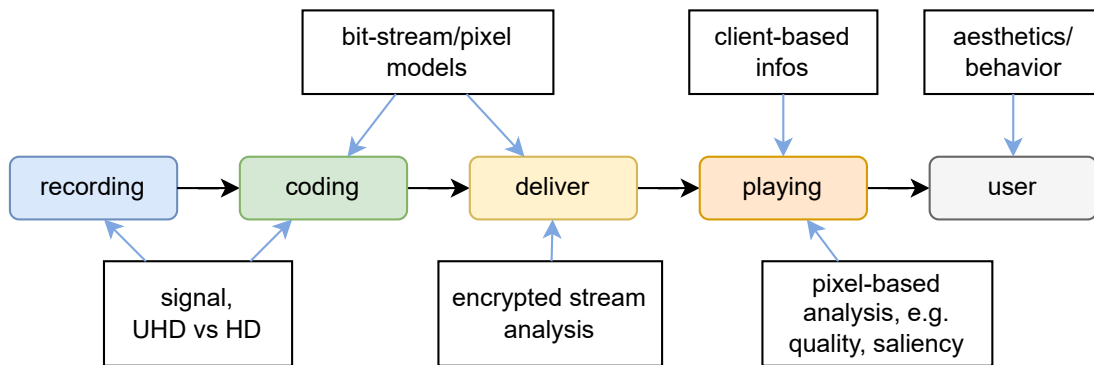 bit-stream/pixel
models
client-based
infos
aesthetics/
behavior
recording
coding
deliver
playing
user
signal,
UHD vs HD
encrypted stream
analysis
pixel-based
analysis, e.g.
quality, saliency